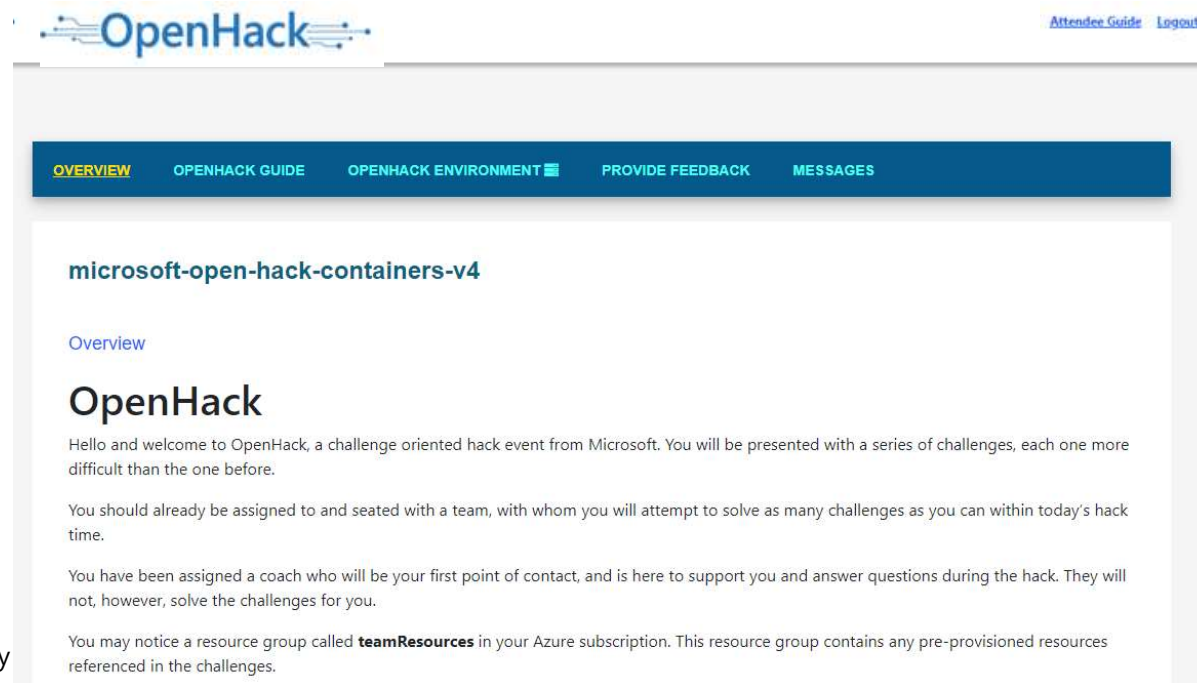 OpenHack
Attendee Guide Logout
OVERVIEW OPENHACK GUIDE OPENHACK ENVIRONMENT PROVIDE FEEDBACK MESSAGES
microsoft-open-hack-containers-v4
Overview
OpenHack
Hello and welcome to OpenHack, a challenge oriented hack event from Microsoft. You will be presented with a series of challenges, each one more
difficult than the one before.
You should already be assigned to and seated with a team, with whom you will attempt to solve as many challenges as you can within today's hack
time.
You have been assigned a coach who will be your first point of contact, and is here to support you and answer questions during the hack. They will
not, however, solve the challenges for you.
You may notice a resource group called teamResources in your Azure subscription. This resource group contains any pre-provisioned resources
y
referenced in the challenges.